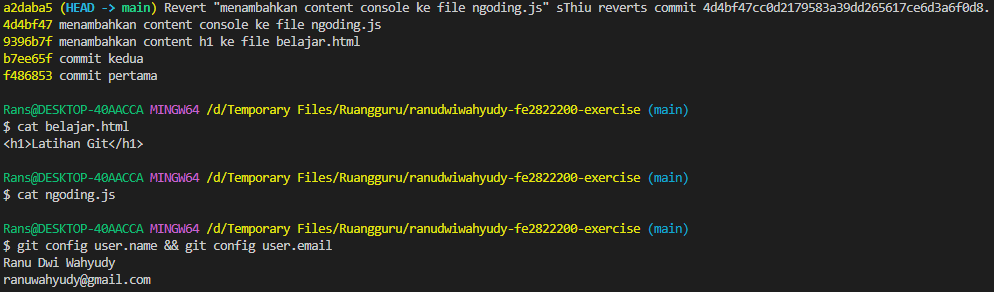 a2daba5 (HEAD -> main) Revert "menambahkan content console ke file ngoding.js" sThiu reverts commit 4d4bf47cc0d2179583a39dd265617ce6d3a6f0d8.
4d4bf47 menambahkan content console ke file ngoding.js
9396b7f menambahkan content h1 ke file belajar.html
b7ee65f commit kedua
f486853 commit pertama
Rans@DESKTOP-40AACCA MINGW64 /d/Temporary Files/Ruangguru/ranudwiwahyudy-fe2822200-exercise (main)
$ cat belajar.html
<h1>Latihan Git</h1>
Rans@DESKTOP-40AACCA MINGW64 /d/Temporary Files/Ruangguru/ranudwiwahyudy-fe2822200-exercise (main)
$ cat ngoding.js
Rans@DESKTOP-40AACCA MINGW64 /d/Temporary Files/Ruangguru/ranudwiwahyudy-fe2822200-exercise (main)
$ git config user.name && git config user.email
Ranu Dwi Wahyudy
ranuwahyudy@gmail.com